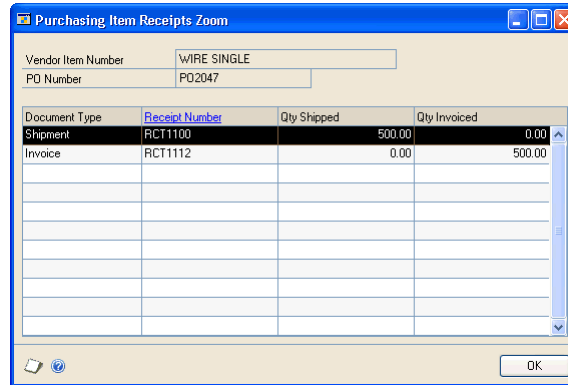 Purchasing Item Receipts Zoom
Vendor Item Number WIRE SINGLE
PO Number PO2047
Document Type Receipt Number Qty Shipped Qty Invoiced
Shipment RCT1100 500.00 0.00
Invoice RCT1112 0.00 500.00
OK